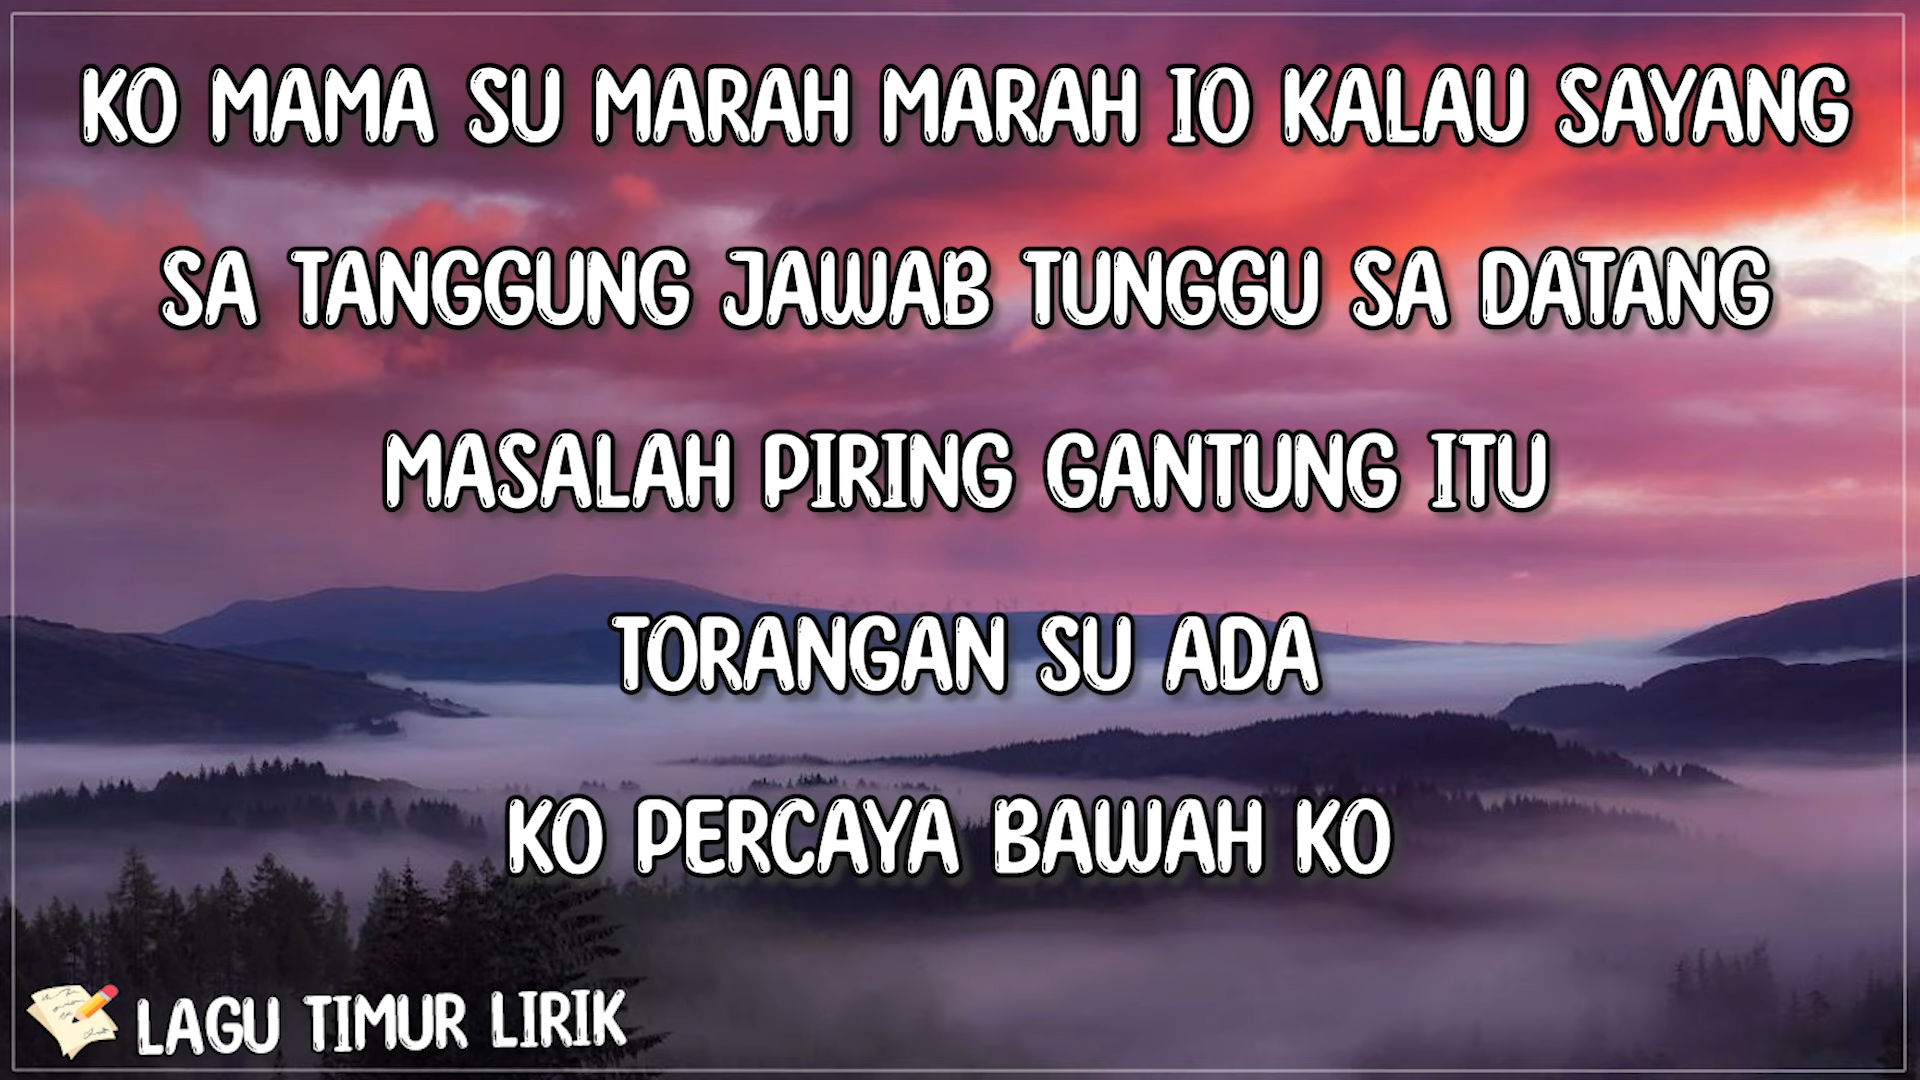 KO MAMA SU MARAH MARAH IO KALAU SAYANG
SA TANGGUNG JAWAB TUNGGU SA DATANG
MASALAH PIRING GANTUNG ITU
TORANGAN SU ADA
KO PERCAYA BAWAH KO
LAGU TIMUR LIRIK